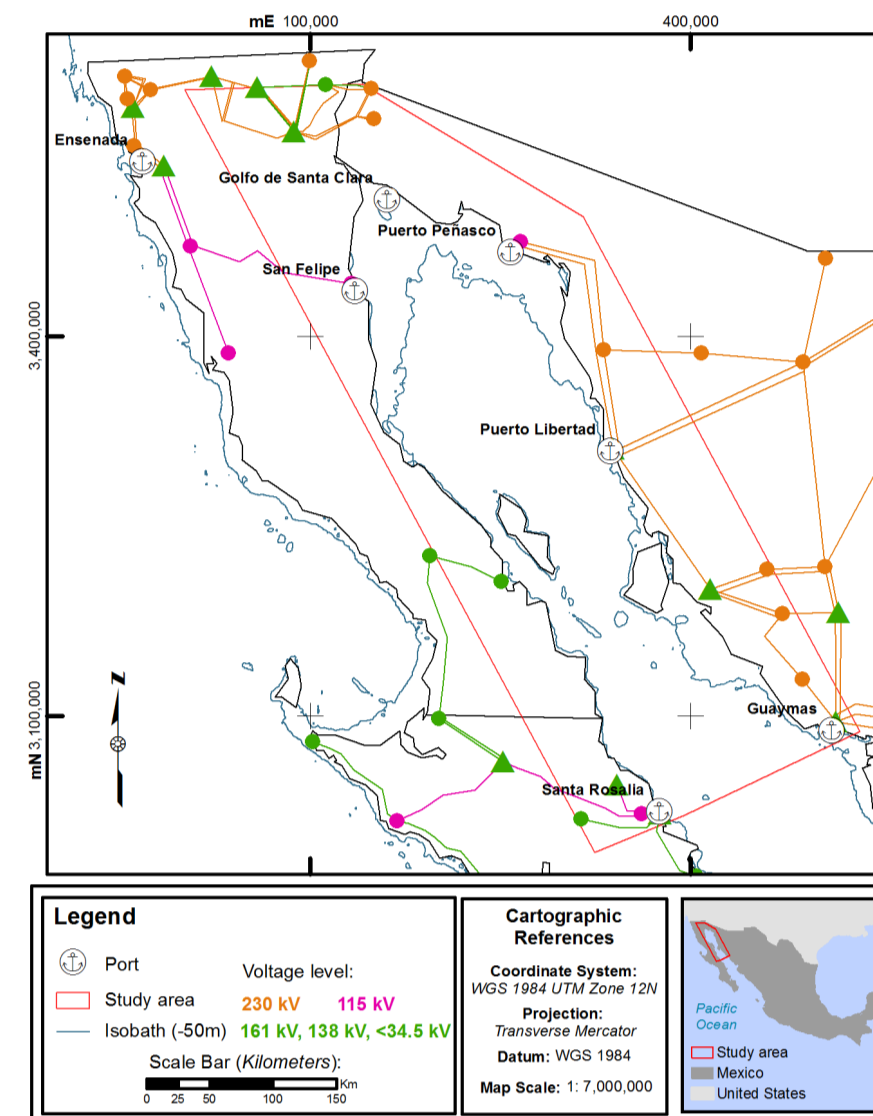 mE 100,000 400,000
Ensenada
Golfo de Santa Clara
Puerto Peñasco
San Felipe
3,400,000
Puerto Libertad
Z
Guaymas
mN 3,100,000
Santa Rosalia
Legend
Port
Study area
Isobath (-50m)
Voltage level:
230 kV 115 kV
161 kV, 138 kV, <34.5 kV
Scale Bar (Kilometers):
Km
0 25 50 100 150
Cartographic
References
Coordinate System:
WGS 1984 UTM Zone 12N
Projection:
Transverse Mercator
Datum: WGS 1984
Map Scale: 1: 7,000,000
Pacific
Ocean
Study area
Mexico
United States